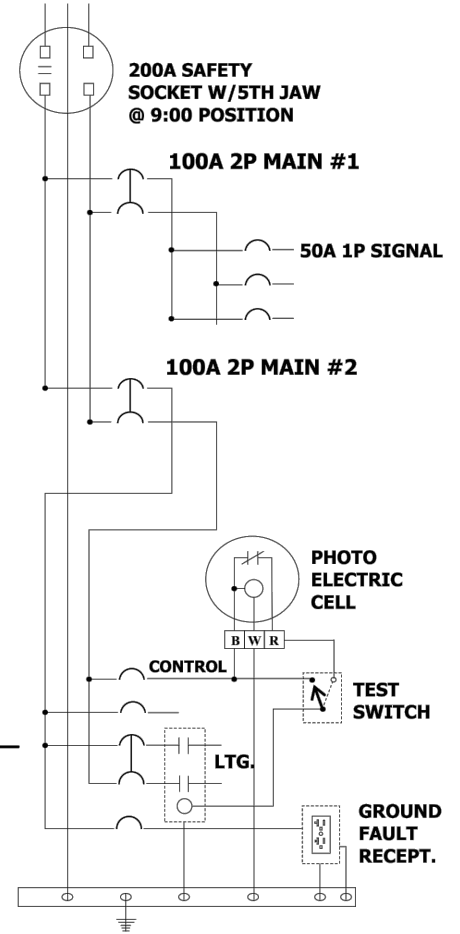 200A SAFETY
SOCKET W/5TH JAW
@ 9:00 POSITION
100A 2P MAIN #1
50A 1P SIGNAL
100A 2P MAIN #2
PHOTO
ELECTRIC
CELL
B W R
CONTROL
TEST
SWITCH
LTG.
GROUND
FAULT
RECEPT.